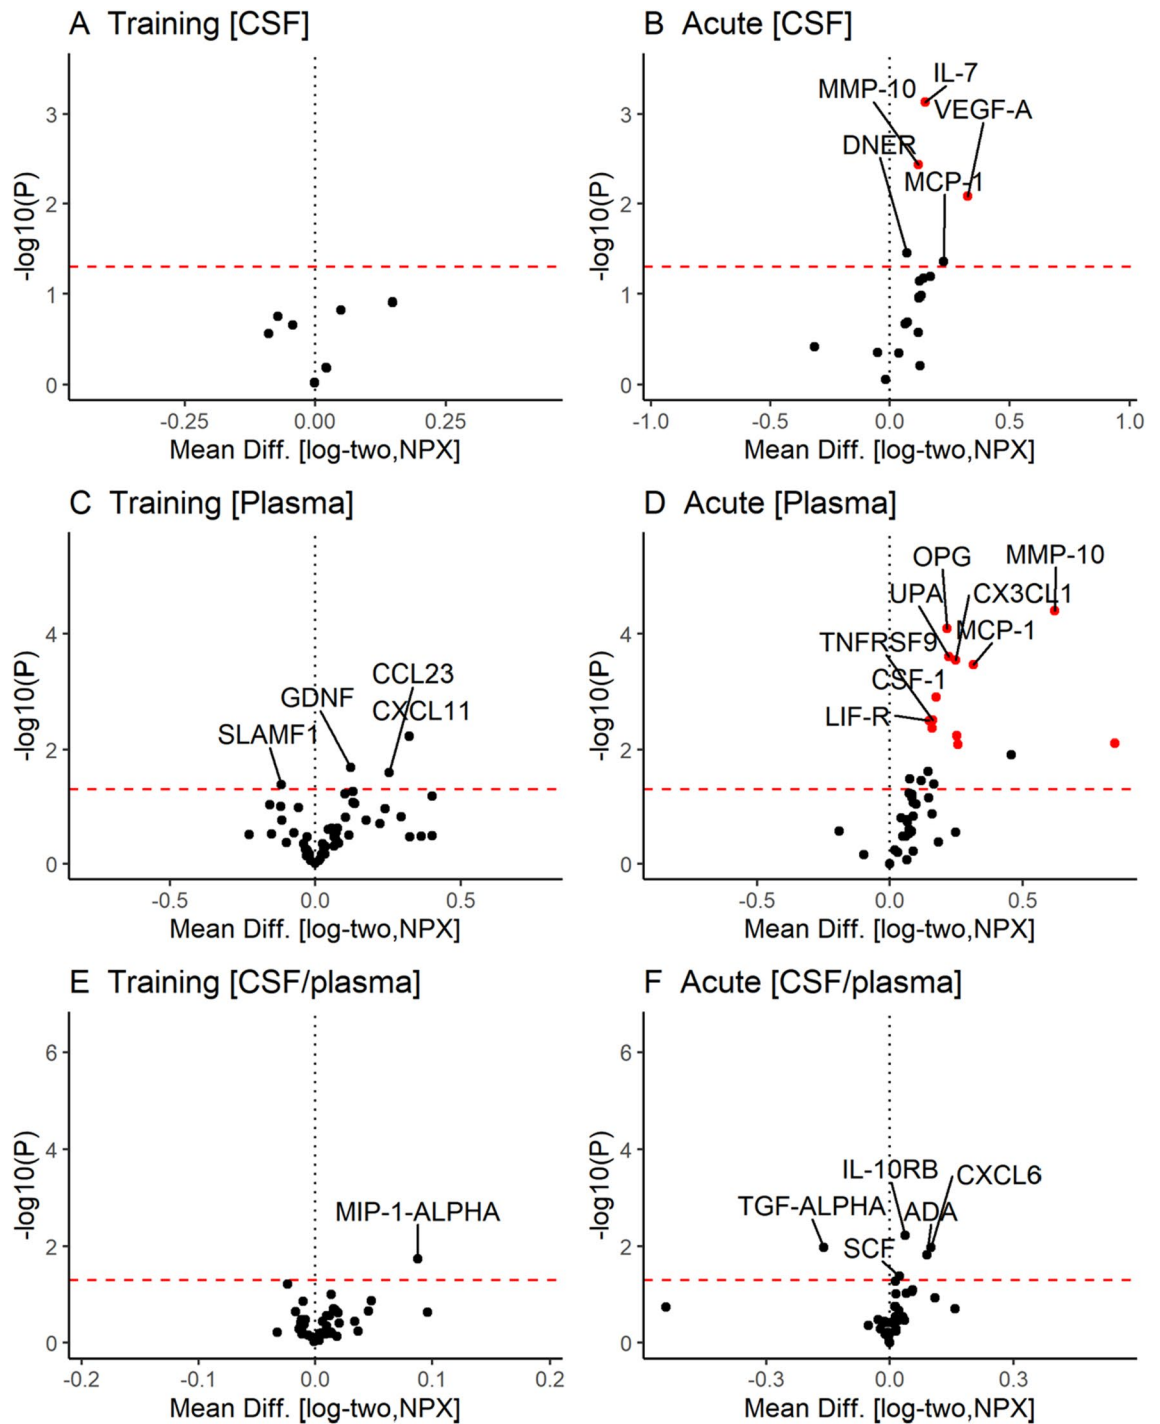 A Training [CSF]
-log10(P)
3
2
1
0
-0.25 0.00 0.25
Mean Diff. [log-two,NPX]
B Acute [CSF]
-log10(P)
3
2
1
0
IL-7
MMP-10
VEGF-A
DNER
MCP-1
-1.0 -0.5 0.0 0.5 1.0
Mean Diff. [log-two,NPX]
C Training [Plasma]
-log10(P)
4
2
0
CCL23
GDNF
CXCL11
SLAMF1
-0.5 0.0 0.5
Mean Diff. [log-two,NPX]
D Acute [Plasma]
-log10(P)
4
2
0
OPG
MMP-10
UPA
CX3CL1
MCP-1
TNFRSF9
CSF-1
LIF-R
-0.5 0.0 0.5
Mean Diff. [log-two,NPX]
E Training [CSF/plasma]
-log10(P)
6
4
2
0
MIP-1-ALPHA
-0.2 -0.1 0.0 0.1 0.2
Mean Diff. [log-two,NPX]
F Acute [CSF/plasma]
-log10(P)
6
4
2
0
IL-10RB
CXCL6
TGF-ALPHA
ADA
SCF
-0.3 0.0 0.3
Mean Diff. [log-two,NPX]